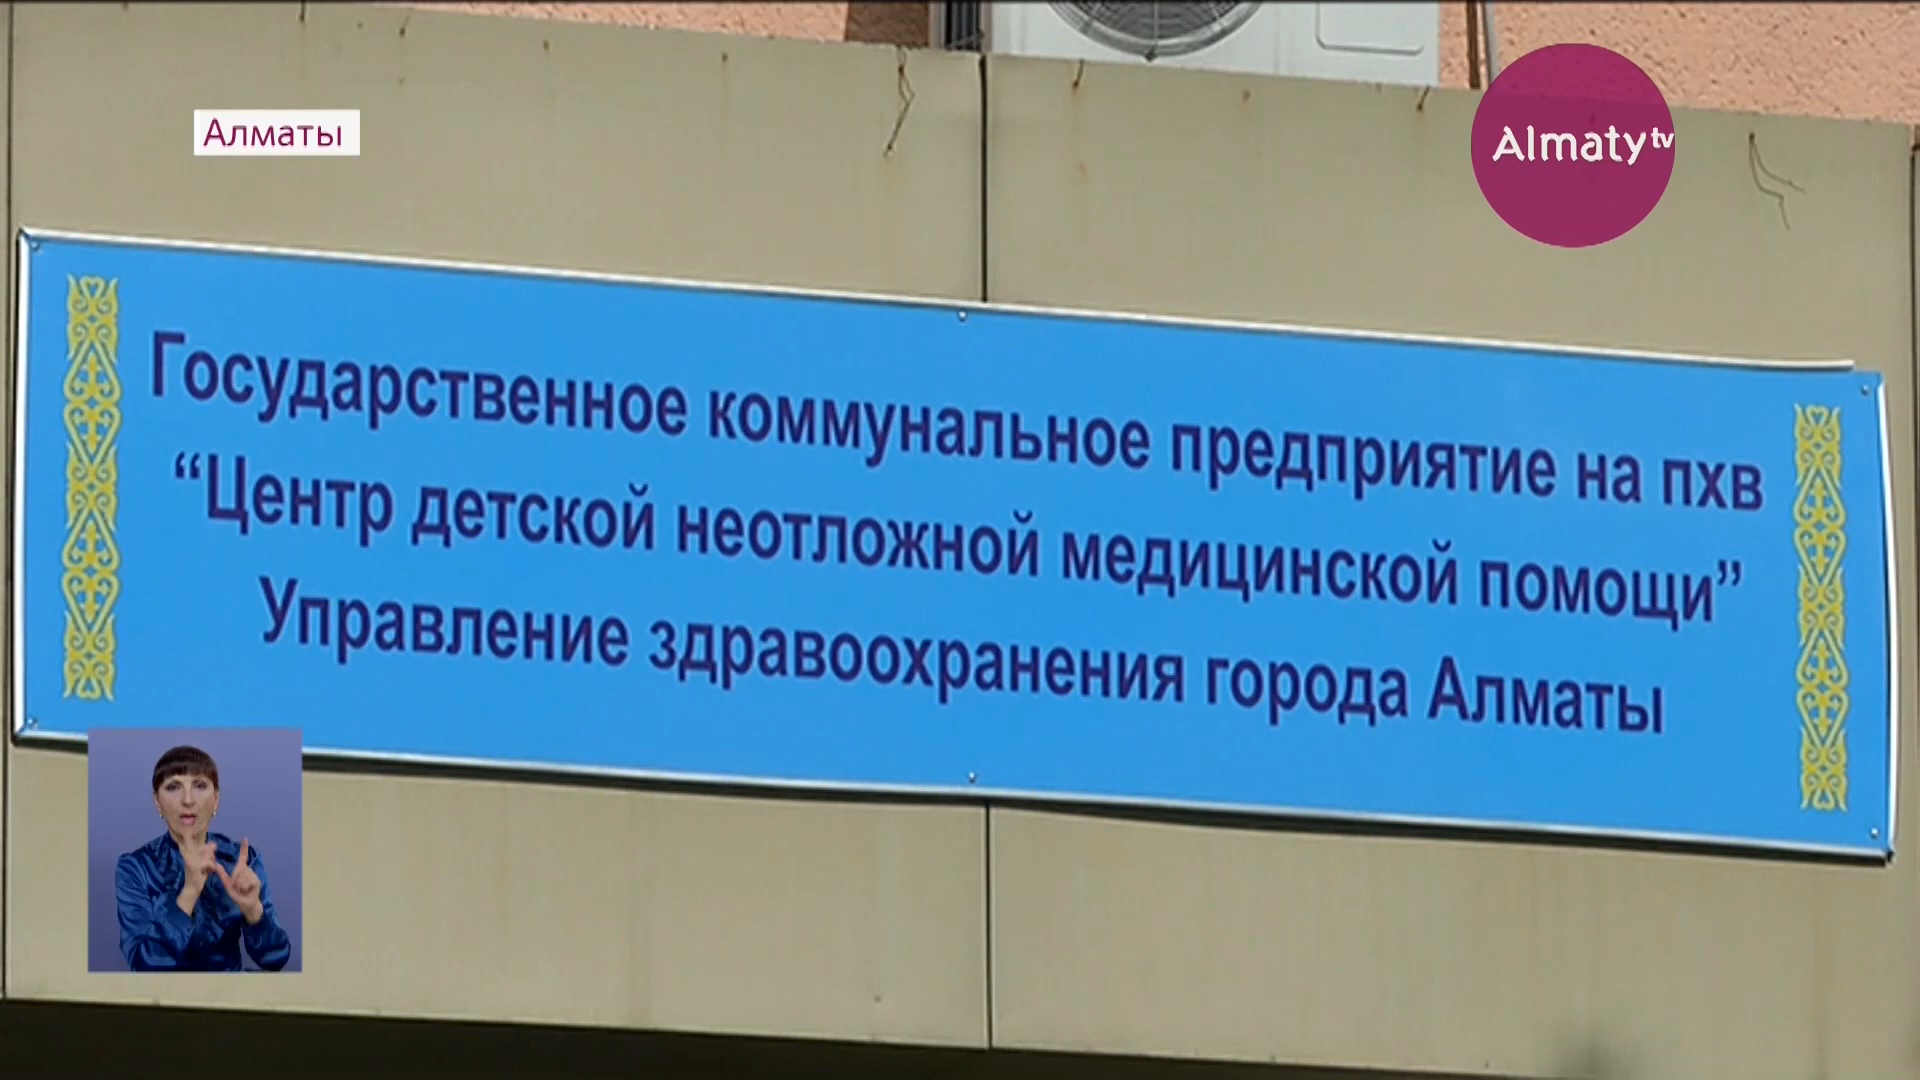 Алматы
Almaty tv
Государственное коммунальное предприятие на пхв
“Центр детской неотложной медицинской помощи”
Управление здравоохранения города Алматы